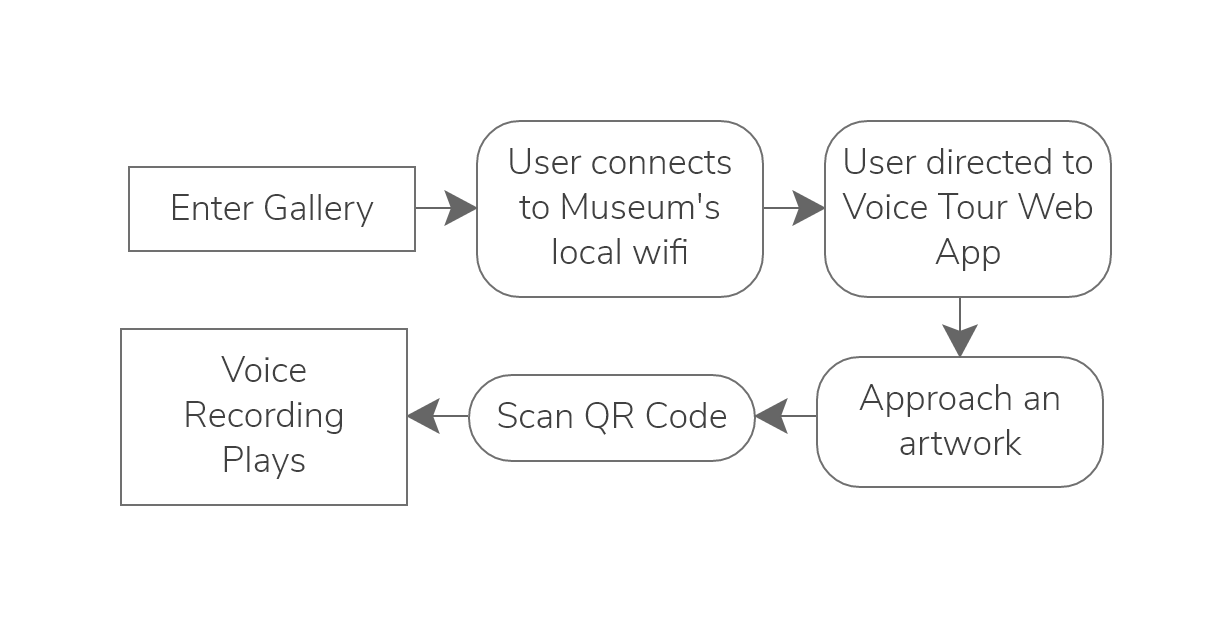 Enter Gallery
User connects
to Museum's
local wifi
User directed to
Voice Tour Web
App
Approach an
artwork
Scan QR Code
Voice
Recording
Plays